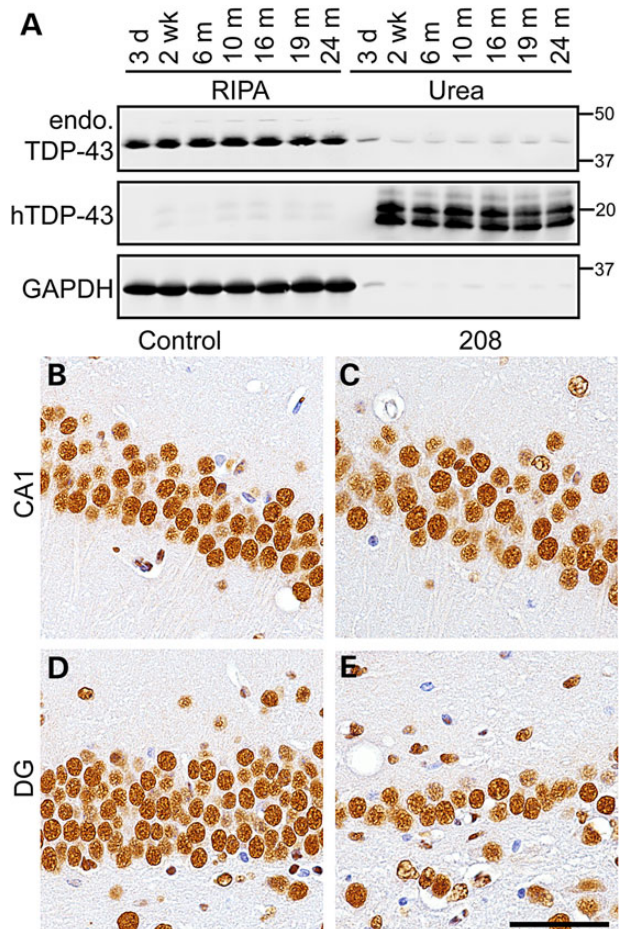 A
3 d 2 wk 6 m 10 m 16 m 19 m 24 m 3 d 2 wk 6 m 10 m 16 m 19 m 24 m
RIPA Urea
endo. TDP-43 50 37
hTDP-43 20
GAPDH 37
Control 208
B C
CA1
D E
DG